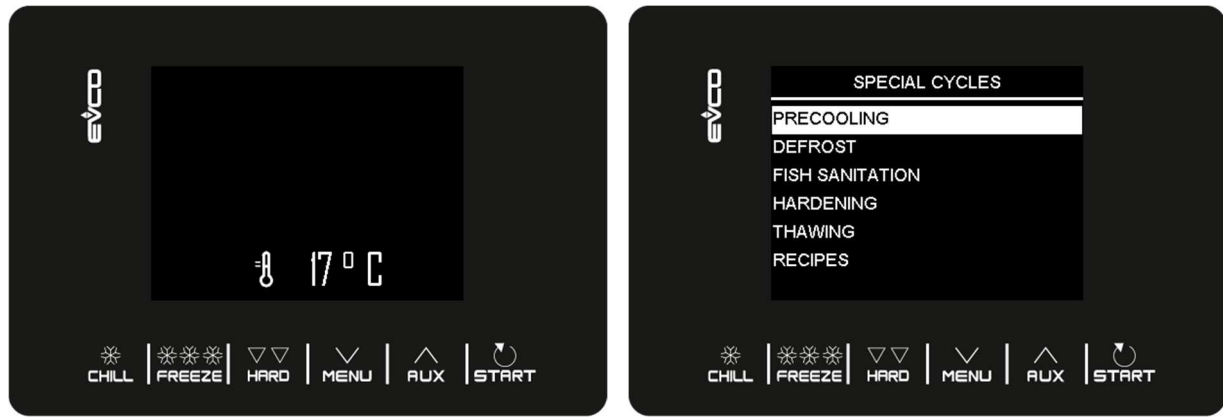 EVCO
17 ° C
CHILL FREEZE HARD MENU AUX START
EVCO
SPECIAL CYCLES
PRECOOLING
DEFROST
FISH SANITATION
HARDENING
THAWING
RECIPES
CHILL FREEZE HARD MENU AUX START